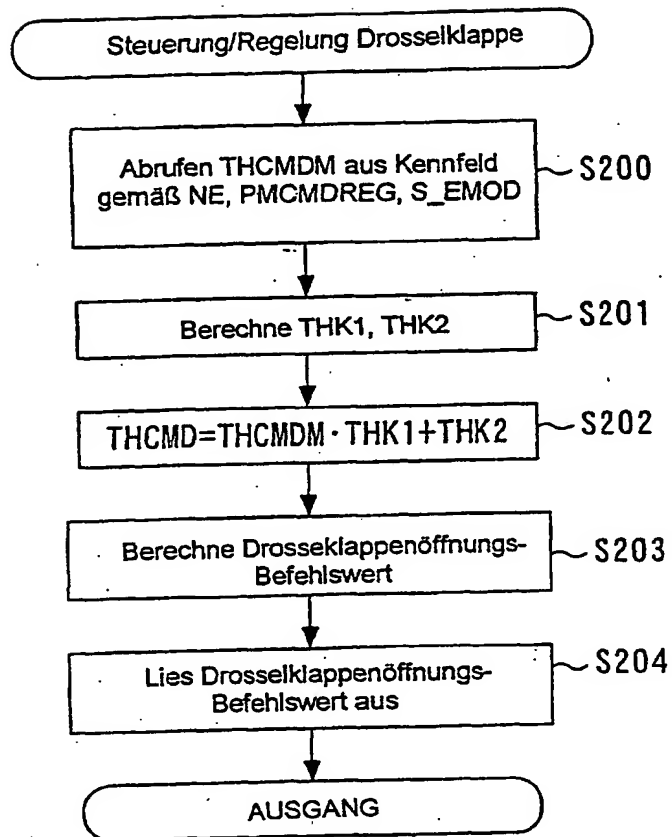 Steuerung/Regelung Drosselklappe
Abrufen THCMDM aus Kennfeld
gemäß NE, PMCMDREG, S_EMOD
S200
Berechne THK1, THK2
S201
THCMD=THCMDM·THK1+THK2
S202
Berechne Drosseklappenöffnungs-
Befehlswert
S203
Lies Drosselklappenöffnungs-
Befehlswert aus
S204
AUSGANG